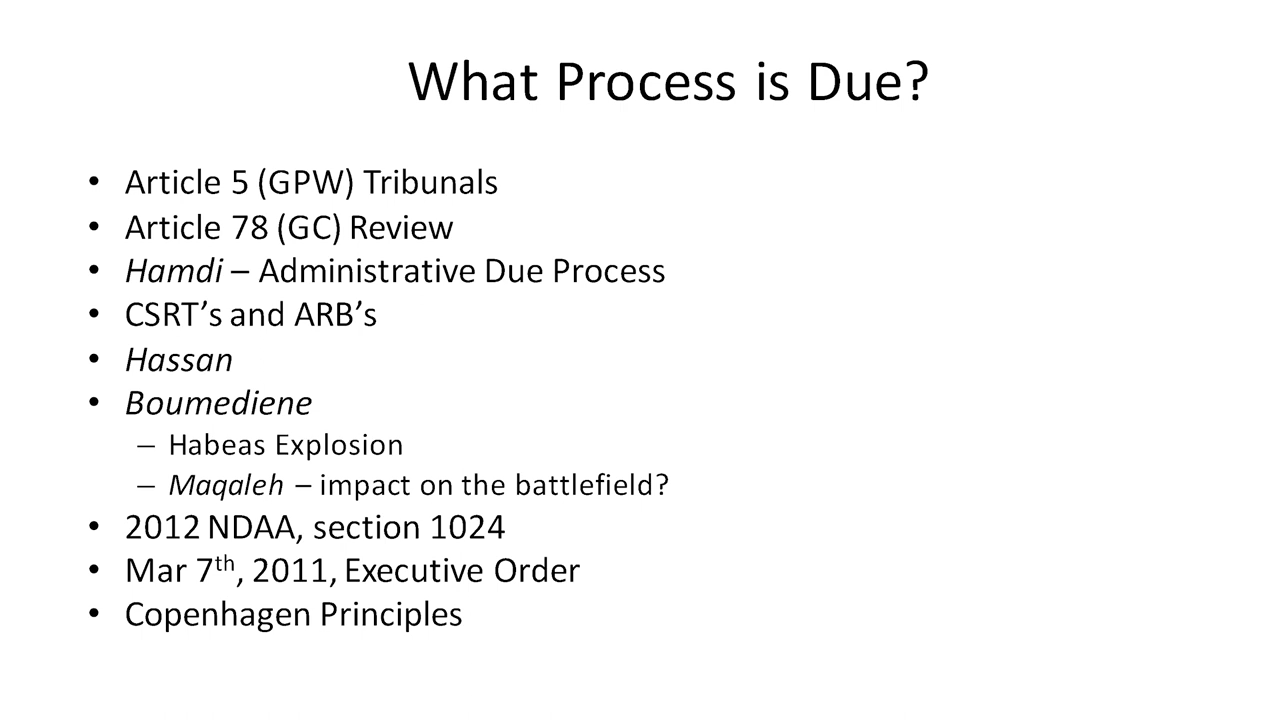 What Process is Due?
• Article 5 (GPW) Tribunals
• Article 78 (GC) Review
• Hamdi – Administrative Due Process
• CSRT’s and ARB’s
• Hassan
• Boumediene
– Habeas Explosion
– Maqaleh – impact on the battlefield?
• 2012 NDAA, section 1024
• Mar 7th, 2011, Executive Order
• Copenhagen Principles